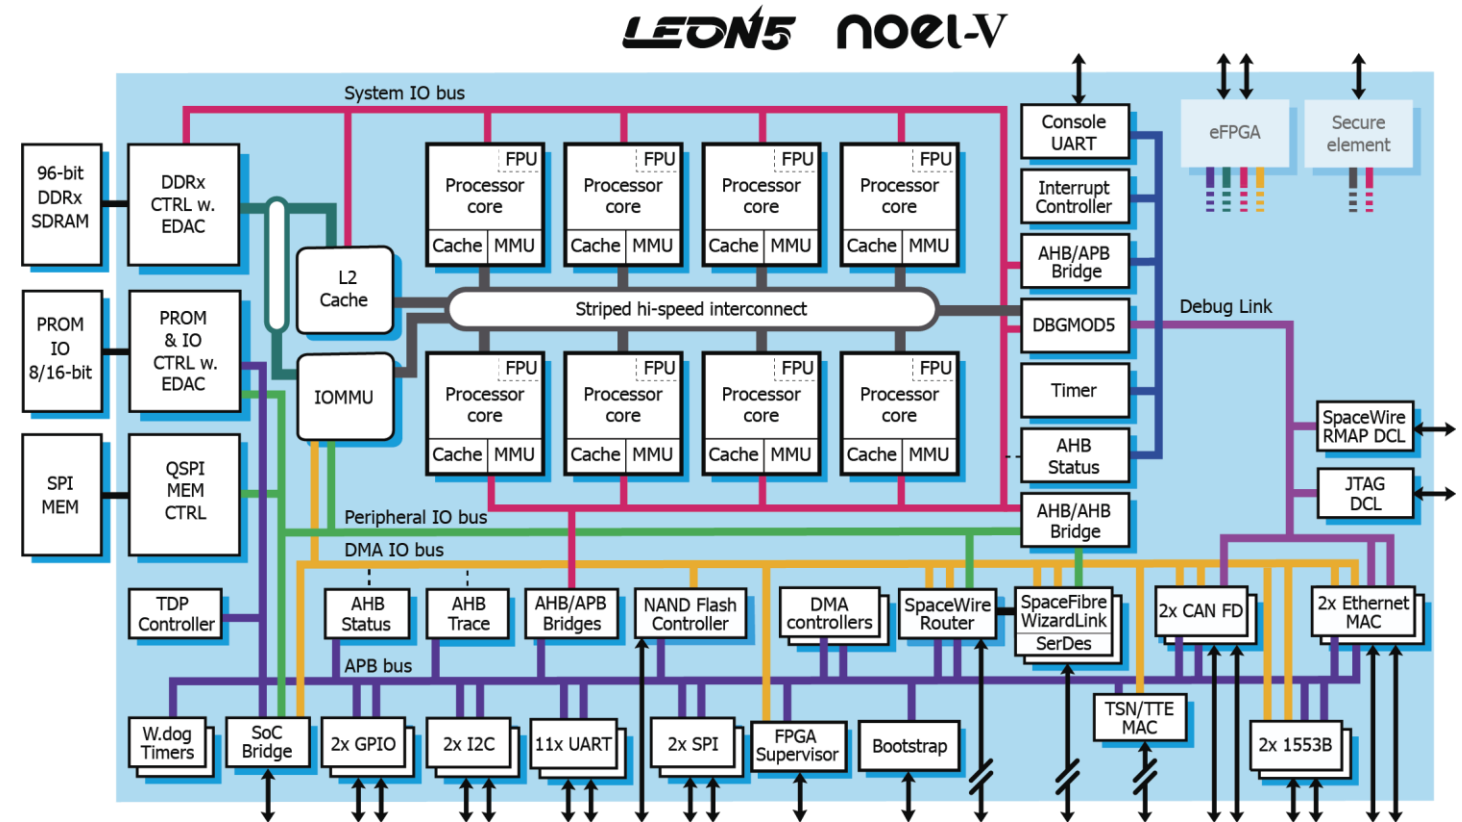 LEON5 noel-V
System IO bus
96-bit
DDRx
SDRAM
DDRx
CTRL w.
EDAC
L2
Cache
PROM
IO
8/16-bit
PROM
& IO
CTRL w.
EDAC
IOMMU
SPI
MEM
QSPI
MEM
CTRL
FPU
Processor
core
Cache MMU
FPU
Processor
core
Cache MMU
FPU
Processor
core
Cache MMU
FPU
Processor
core
Cache MMU
Striped hi-speed interconnect
FPU
Processor
core
Cache MMU
FPU
Processor
core
Cache MMU
FPU
Processor
core
Cache MMU
FPU
Processor
core
Cache MMU
Console
UART
Interrupt
Controller
AHB/APB
Bridge
DBGMOD5
Timer
AHB
Status
AHB/AHB
Bridge
eFPGA
Secure
element
Debug Link
SpaceWire
RMAP DCL
JTAG
DCL
Peripheral IO bus
DMA IO bus
TDP
Controller
AHB
Status
AHB
Trace
AHB/APB
Bridges
NAND Flash
Controller
DMA
controllers
SpaceWire
Router
SpaceFibre
WizardLink
SerDes
2x CAN FD
2x Ethernet
MAC
APB bus
W.dog
Timers
SoC
Bridge
2x GPIO
2x I2C
11x UART
2x SPI
FPGA
Supervisor
Bootstrap
TSN/TTE
MAC
2x 1553B